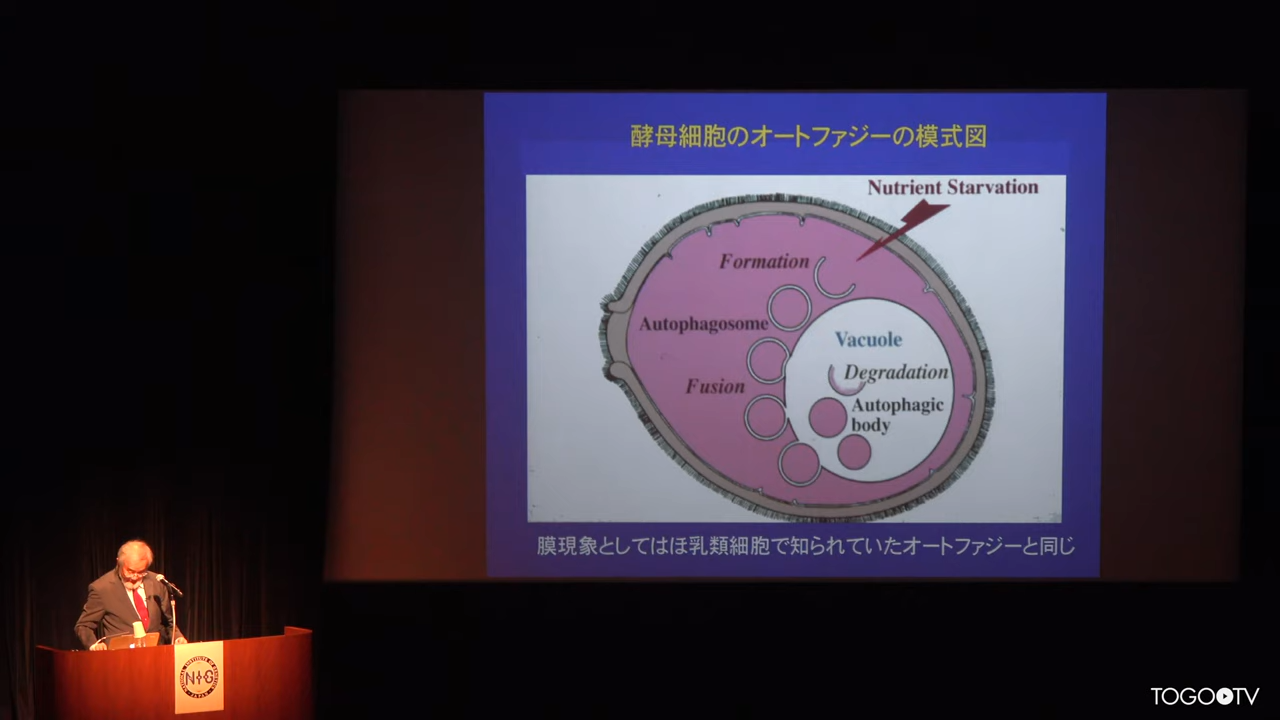 酵母細胞のオートファジーの模式図
Nutrient Starvation
Formation
Autophagosome
Vacuole
Degradation
Fusion
Autophagic
body
膜現象としてはほ乳類細胞で知られていたオートファジーと同じ
NIG
TOGOTV